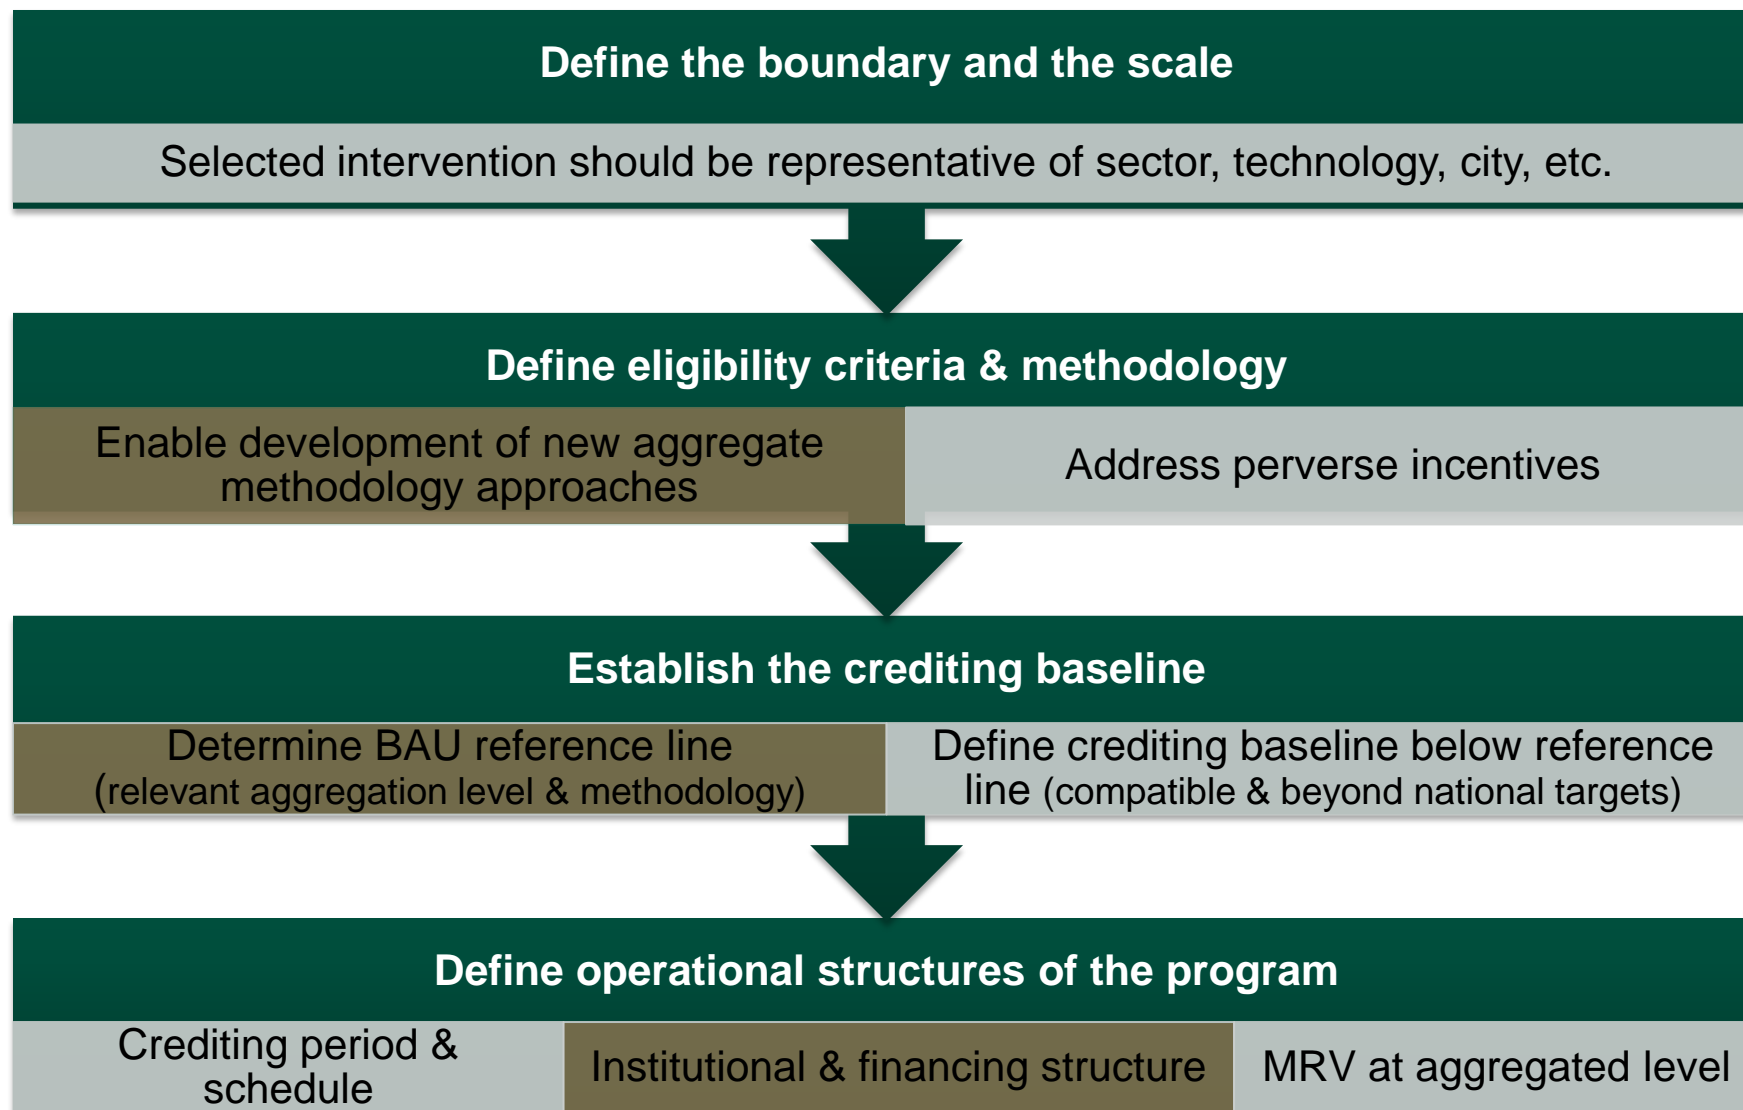 Define the boundary and the scale
Selected intervention should be representative of sector, technology, city, etc.
Define eligibility criteria & methodology
Enable development of new aggregate
methodology approaches
Address perverse incentives
Establish the crediting baseline
Determine BAU reference line
(relevant aggregation level & methodology)
Define crediting baseline below reference
line (compatible & beyond national targets)
Define operational structures of the program
Crediting period &
schedule
Institutional & financing structure
MRV at aggregated level